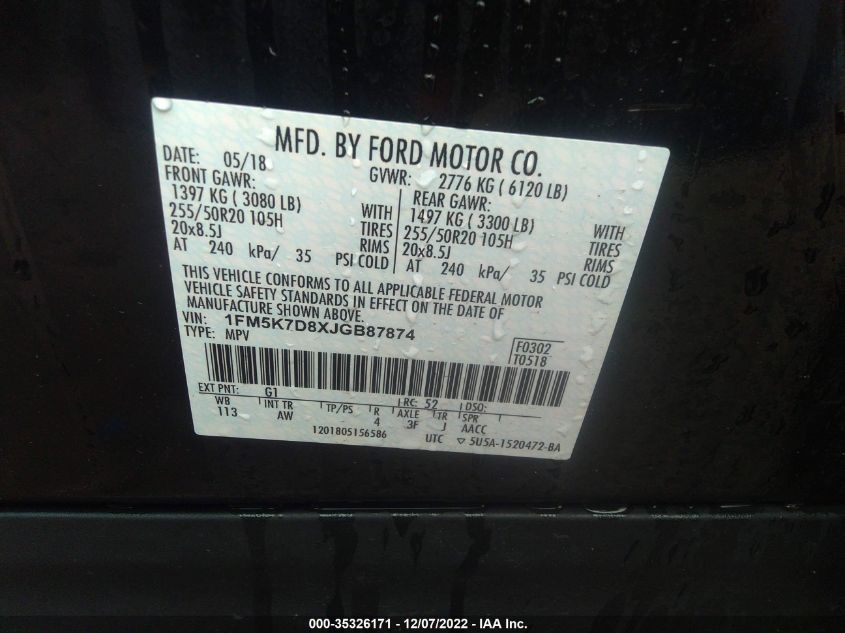 MFD. BY FORD MOTOR CO.
DATE: 05/18 GVWR: 2776 KG ( 6120 LB)
FRONT GAWR: REAR GAWR:
1397 KG ( 3080 LB) WITH 1497 KG ( 3300 LB) WITH
255/50R20 105H TIRES 255/50R20 105H TIRES
20x8.5J RIMS 20x8.5J RIMS
AT 240 kPa/ 35 PSI COLD AT 240 kPa/ 35 PSI COLD
THIS VEHICLE CONFORMS TO ALL APPLICABLE FEDERAL MOTOR
VEHICLE SAFETY STANDARDS IN EFFECT ON THE DATE OF
MANUFACTURE SHOWN ABOVE.
VIN: 1FM5K7D8XJGB87874
TYPE: MPV
F0302
T0518
EXT PNT: G1 RC: 52 DSO:
WB INT TR TP/PS R AXLE TR SPR
113 AW 4 3F J AACC
1201805156586 UTC ▽ 5U5A-1520472-BA
000-35326171 - 12/07/2022 - IAA Inc.